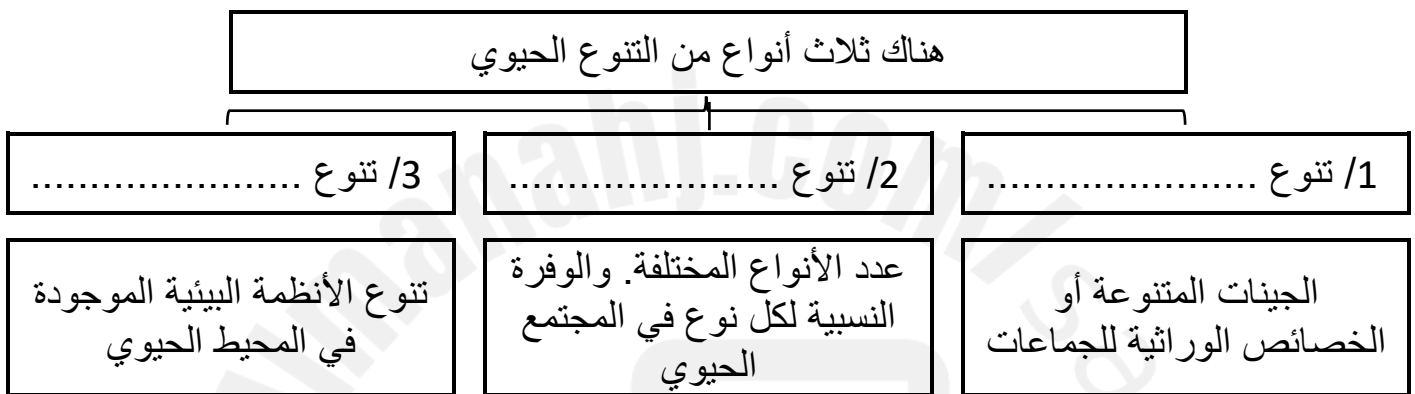 هناك ثلاث أنواع من التنوع الحيوي
1/ تنوع .......................
2/ تنوع .......................
3/ تنوع .......................
الجينات المتنوعة أو
الخصائص الوراثية للجماعات
عدد الأنواع المختلفة. والوفرة
النسبية لكل نوع في المجتمع
الحيوي
تنوع الأنظمة البيئية الموجودة
في المحيط الحيوي